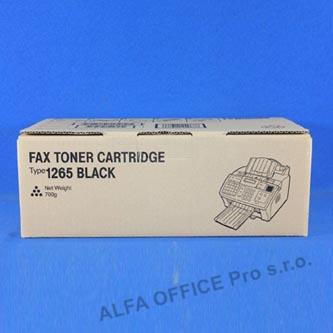 FAX TONER CARTRIDGE
Type 1265 BLACK
Net Weight
700g
ALFA OFFICE Pro s.r.o.